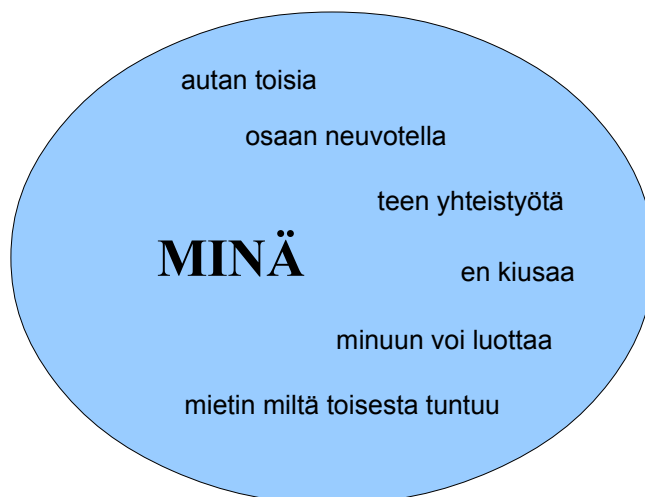 autan toisia
osaan neuvotella
teen yhteistyötä
MINÄ
en kiusaa
minuun voi luottaa
mietin miltä toisesta tuntuu